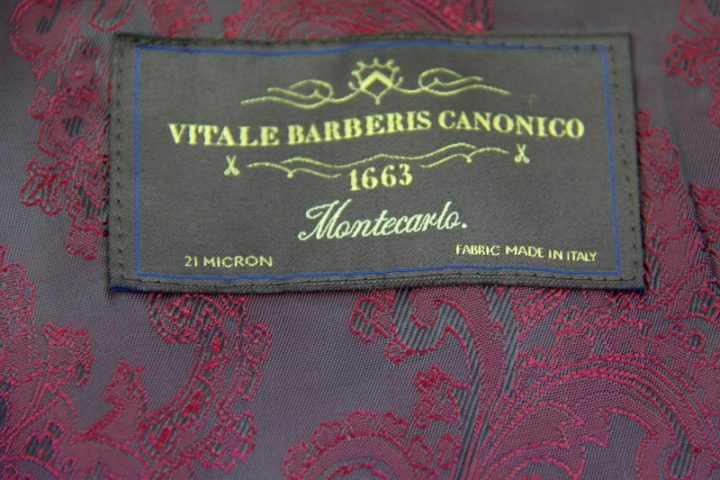 VITALE BARBERIS CANONICO
1663
Montecarlo.
21 MICRON
FABRIC MADE IN ITALY